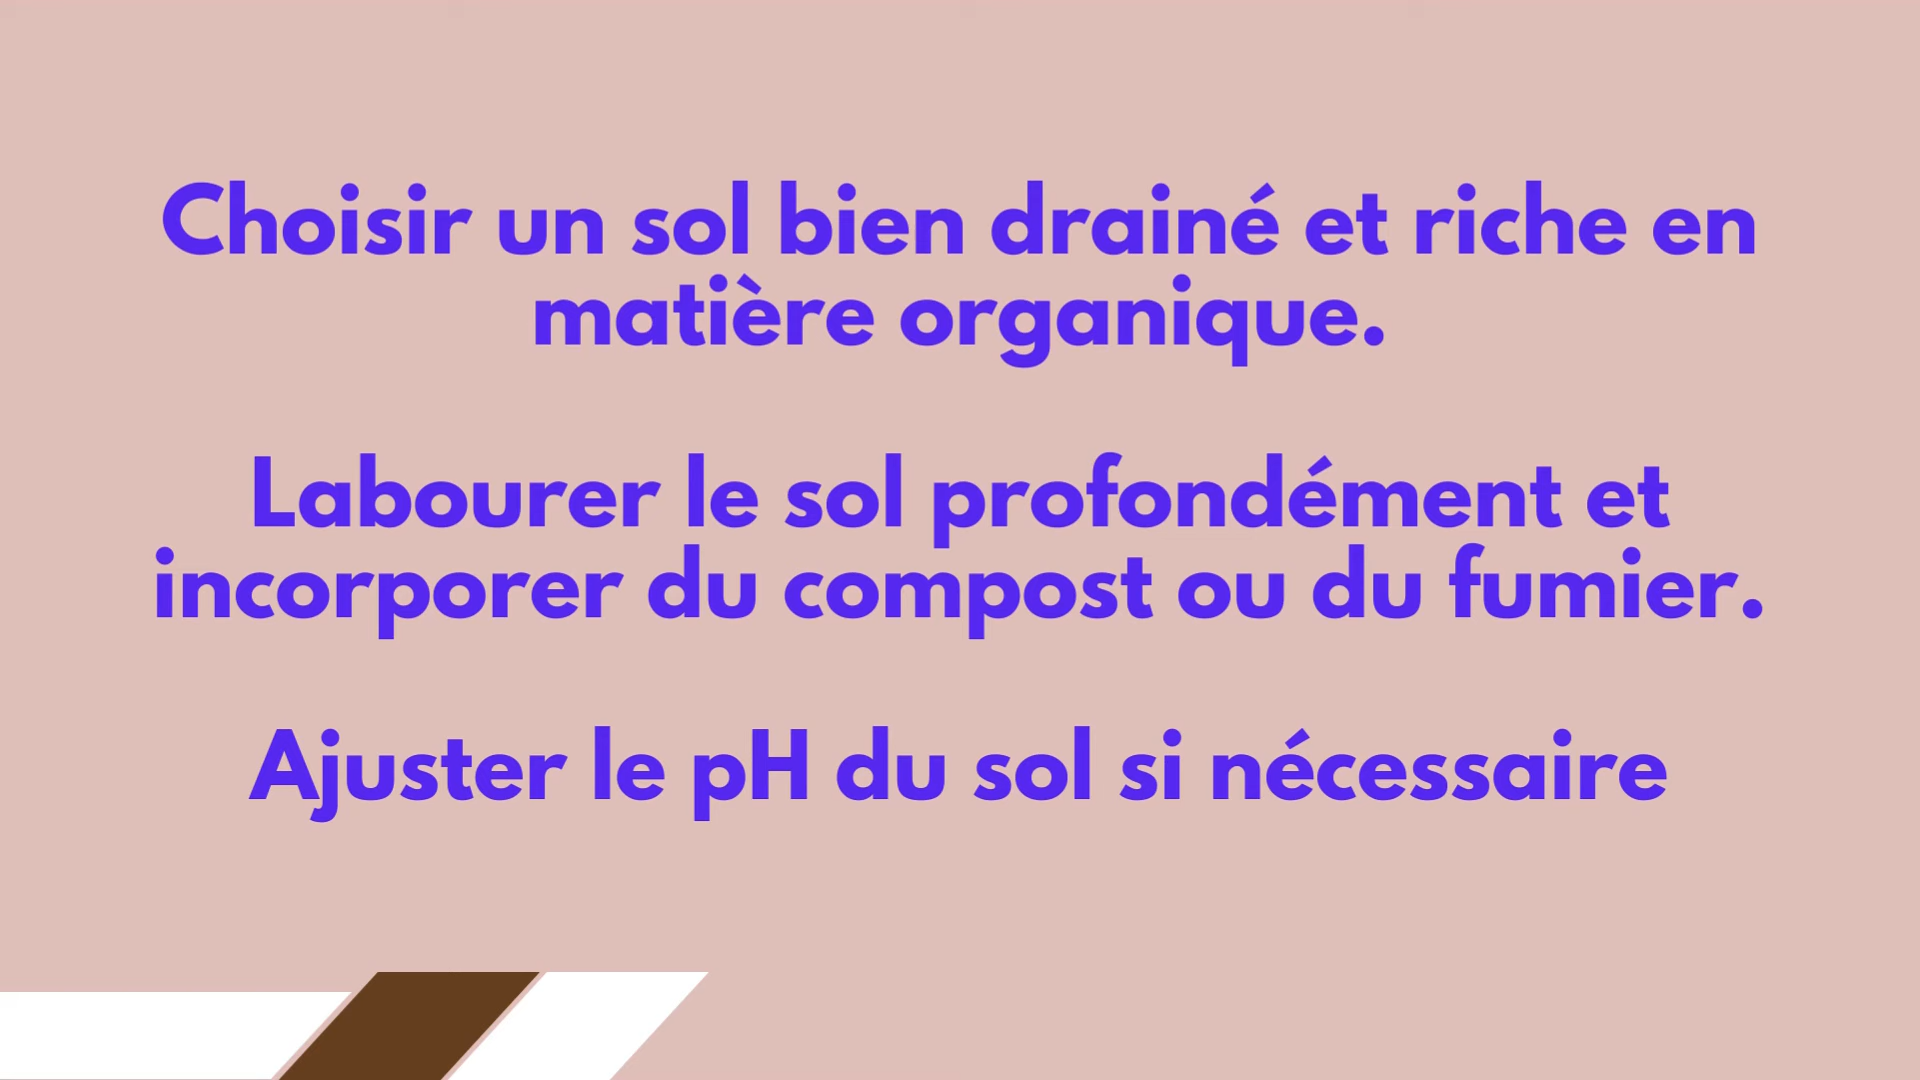 Choisir un sol bien drainé et riche en
matière organique.
Labourer le sol profondément et
incorporer du compost ou du fumier.
Ajuster le pH du sol si nécessaire